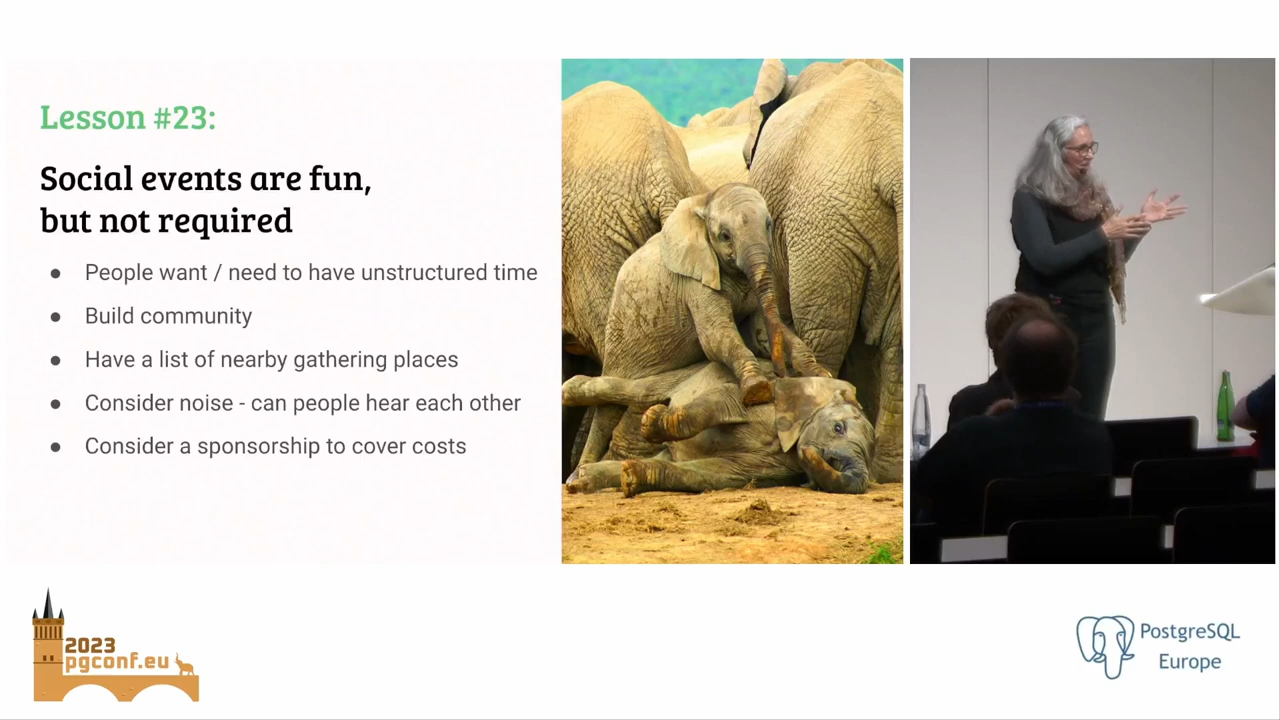 Lesson #23:
Social events are fun,
but not required
● People want / need to have unstructured time
● Build community
● Have a list of nearby gathering places
● Consider noise - can people hear each other
● Consider a sponsorship to cover costs
2023
pgconf.eu
PostgreSQL
Europe